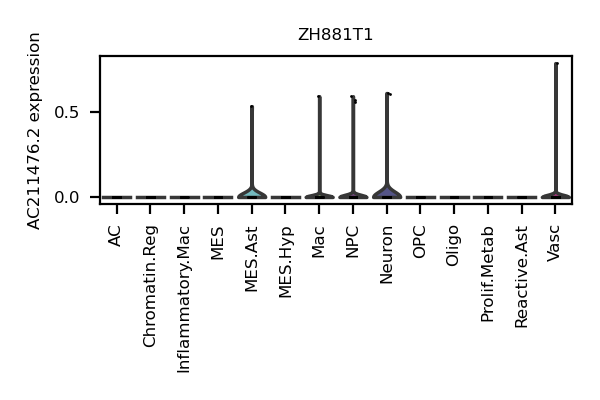 ZH881T1
AC211476.2 expression
0.5
0.0
AC
Chromatin.Reg
Inflammatory.Mac
MES
MES.Ast
MES.Hyp
Mac
NPC
Neuron
OPC
Oligo
Prolif.Metab
Reactive.Ast
Vasc